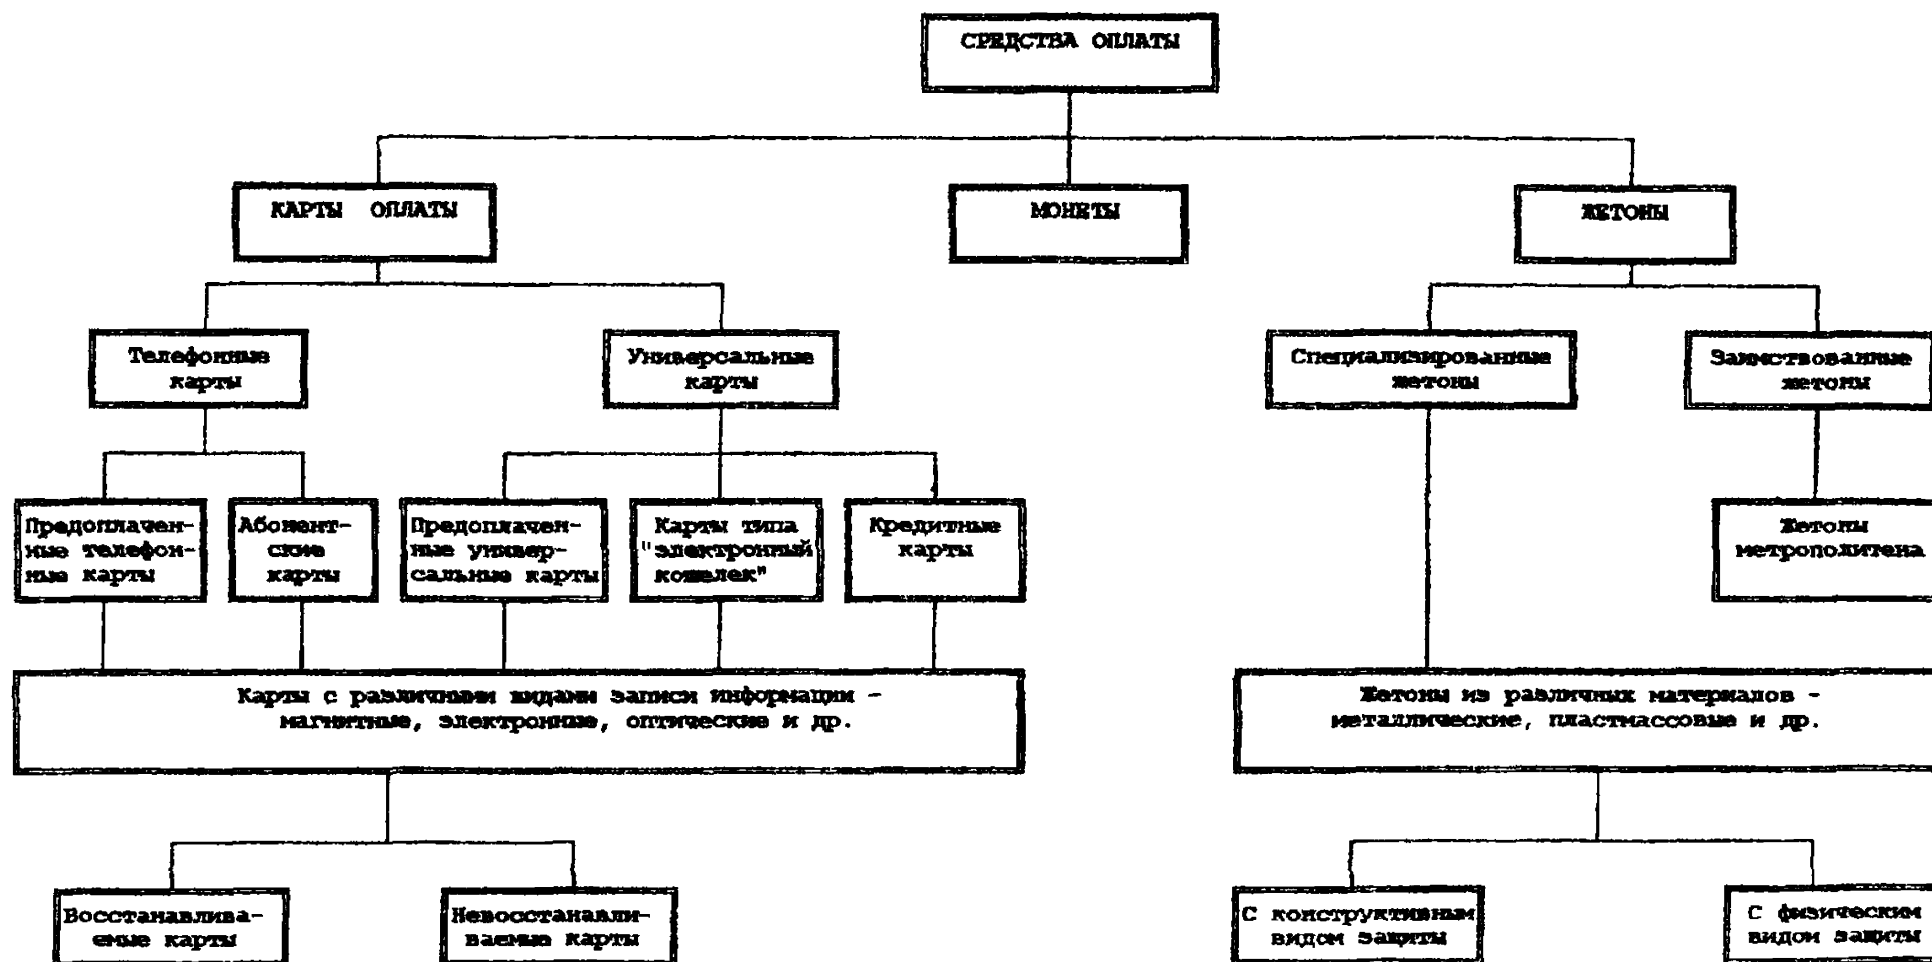 СРЕДСТВА ОПЛАТЫ
КАРТЫ ОПЛАТЫ
МОНЕТЫ
ЖЕТОНЫ
Телефонные
карты
Универсальные
карты
Специализированные
жетоны
Заимствованные
жетоны
Предоплачен-
ные телефон-
ные карты
Абонент-
ские
карты
Предоплачен-
ные универ-
сальные карты
Карты типа
"электронный
кошелек"
Кредитные
карты
Жетоны
метрополитена
Карты с различными видами записи информации -
магнитные, электронные, оптические и др.
Жетоны из различных материалов -
металлические, пластмассовые и др.
Восстанавлива-
емые карты
Невосстанавли-
ваемые карты
С конструктивным
видом защиты
С физическим
видом защиты